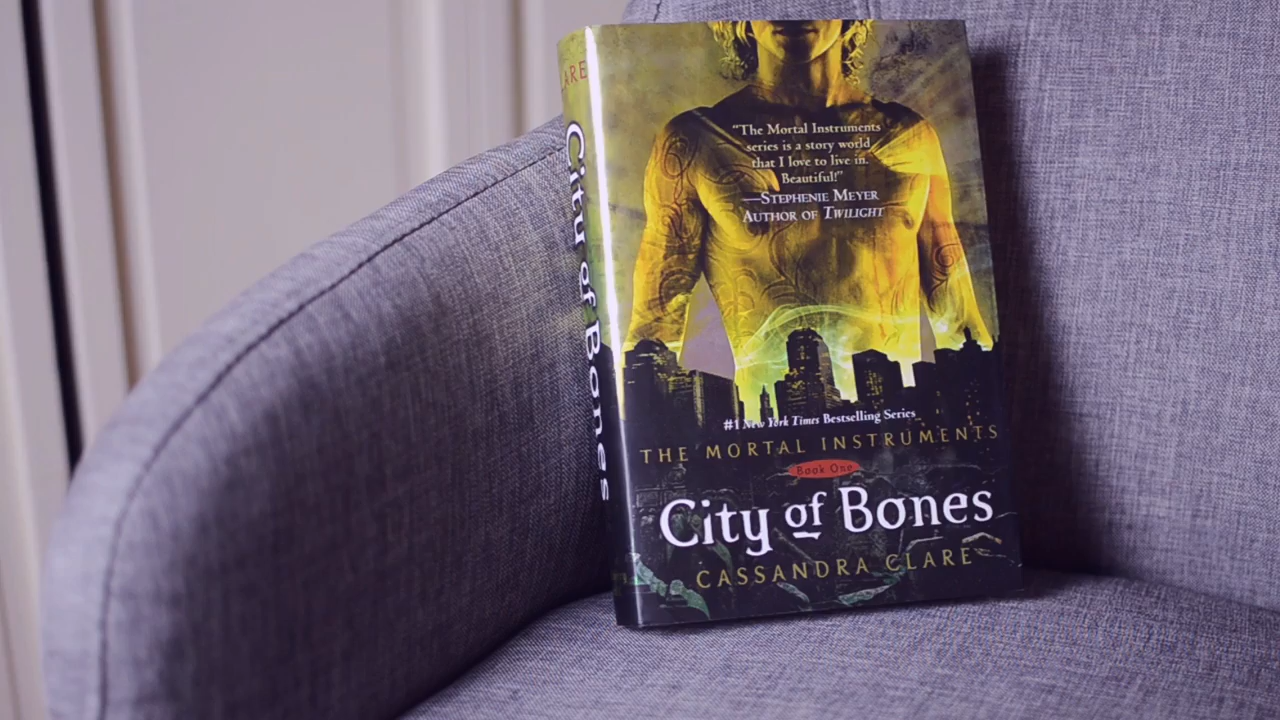 ARE
City of Bones
"The Mortal Instruments
series is a story world
that I love to live in.
Beautiful!"
—STEPHENIE MEYER
AUTHOR OF TWILIGHT
#1 New York Times Bestselling Series
THE MORTAL INSTRUMENTS
Book One
City of Bones
CASSANDRA CLARE